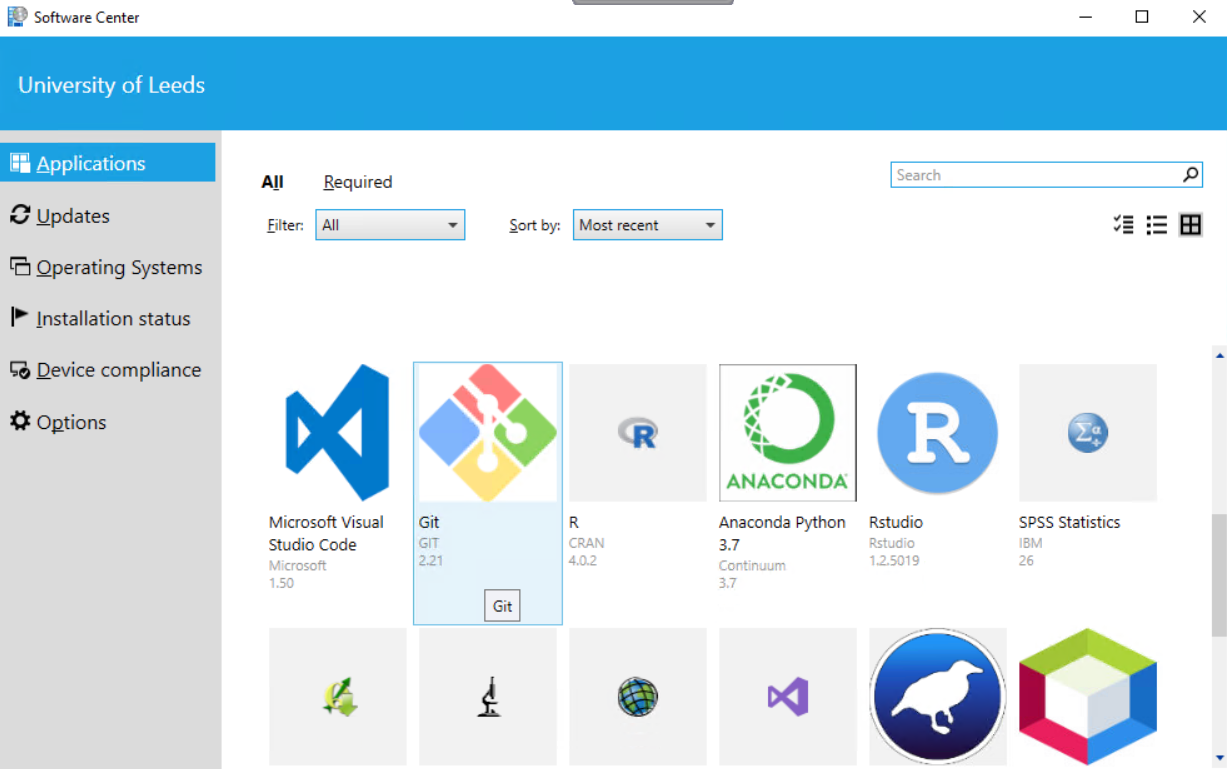 Software Center
University of Leeds
Applications
Updates
Operating Systems
Installation status
Device compliance
Options
All Required
Search
Filter: All Sort by: Most recent
ANACONDA
R
Microsoft Visual Studio Code
Microsoft
1.50
Git
GIT
2.21
Git
R
CRAN
4.0.2
Anaconda Python 3.7
Continuum
3.7
Rstudio
Rstudio
1.2.5019
SPSS Statistics
IBM
26